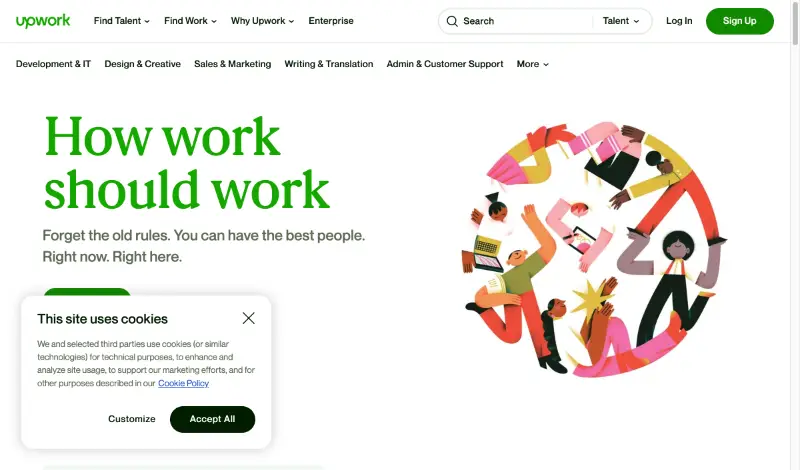 upwork Find Talent Find Work Why Upwork Enterprise Search Talent Log In Sign Up
Development & IT Design & Creative Sales & Marketing Writing & Translation Admin & Customer Support More
How work
should work
Forget the old rules. You can have the best people.
Right now. Right here.
This site uses cookies
We and selected third parties use cookies (or similar
technologies) for technical purposes, to enhance and
analyze site usage, to support our marketing efforts, and for
other purposes described in our Cookie Policy
Customize Accept All